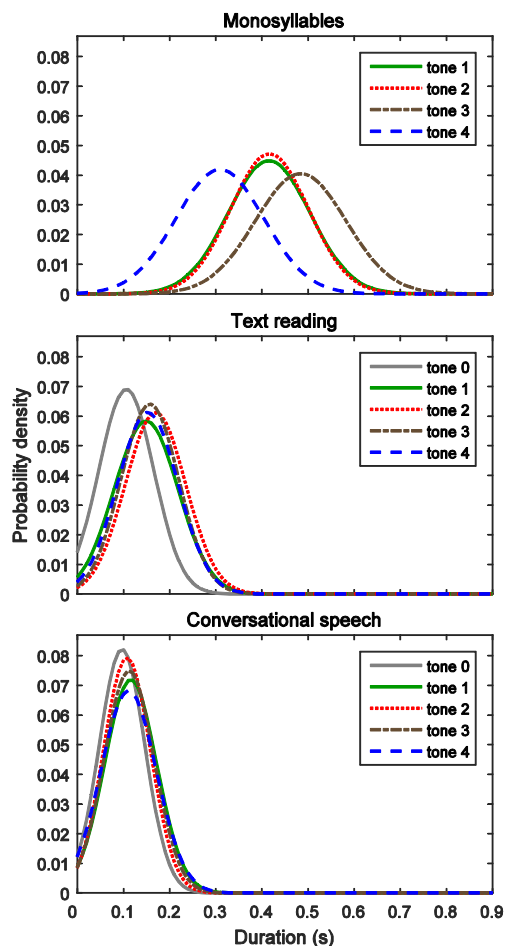 Monosyllables
0.08
0.07
0.06
0.05
0.04
0.03
0.02
0.01
0
tone 1
tone 2
tone 3
tone 4
Text reading
0.08
0.07
0.06
0.05
0.04
0.03
0.02
0.01
0
tone 0
tone 1
tone 2
tone 3
tone 4
Probability density
Conversational speech
0.08
0.07
0.06
0.05
0.04
0.03
0.02
0.01
0
tone 0
tone 1
tone 2
tone 3
tone 4
0 0.1 0.2 0.3 0.4 0.5 0.6 0.7 0.8 0.9
Duration (s)